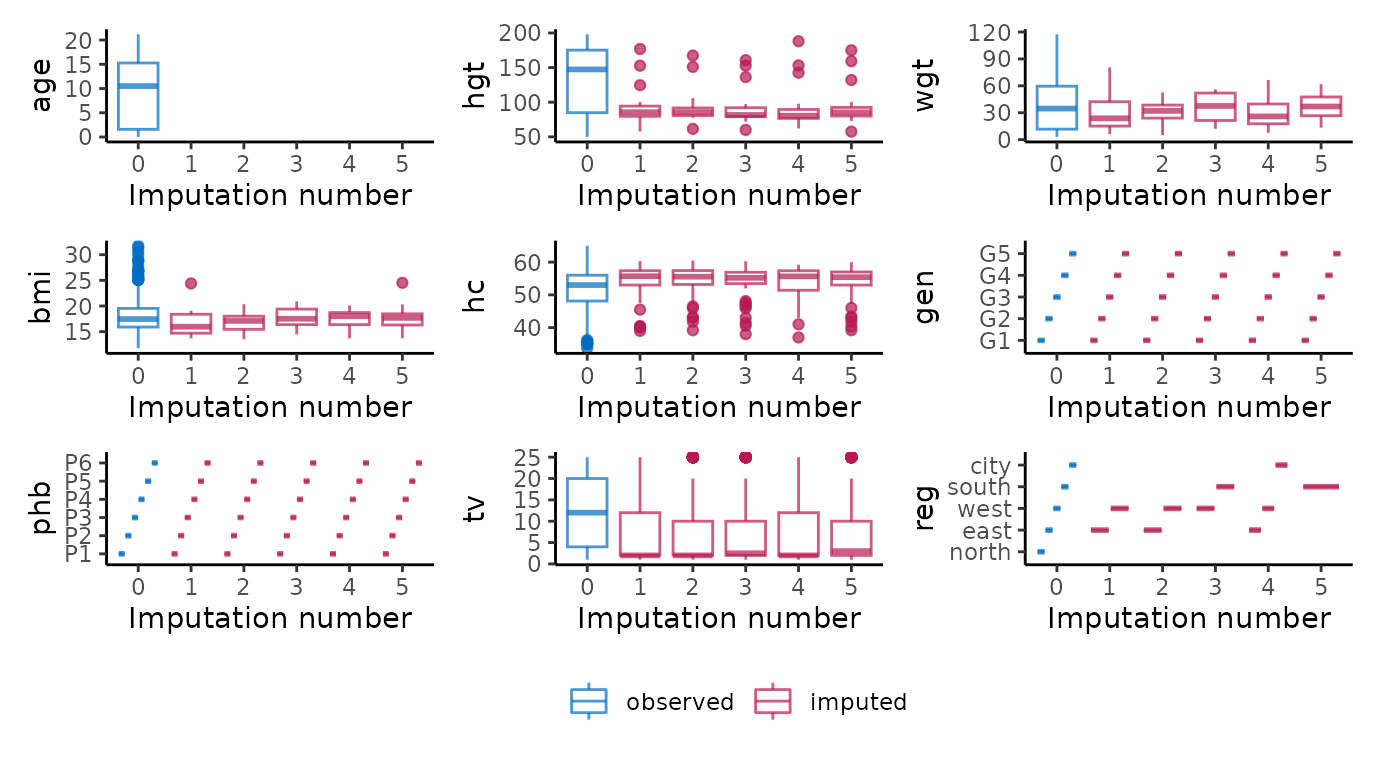 age
20
15
10
5
0
0 1 2 3 4 5
Imputation number
hgt
200
150
100
50
0 1 2 3 4 5
Imputation number
wgt
120
90
60
30
0
0 1 2 3 4 5
Imputation number
bmi
30
25
20
15
0 1 2 3 4 5
Imputation number
hc
60
50
40
0 1 2 3 4 5
Imputation number
gen
G5
G4
G3
G2
G1
0 1 2 3 4 5
Imputation number
phb
P6
P5
P4
P3
P2
P1
0 1 2 3 4 5
Imputation number
tv
25
20
15
10
5
0
0 1 2 3 4 5
Imputation number
reg
city
south
west
east
north
0 1 2 3 4 5
Imputation number
observed imputed